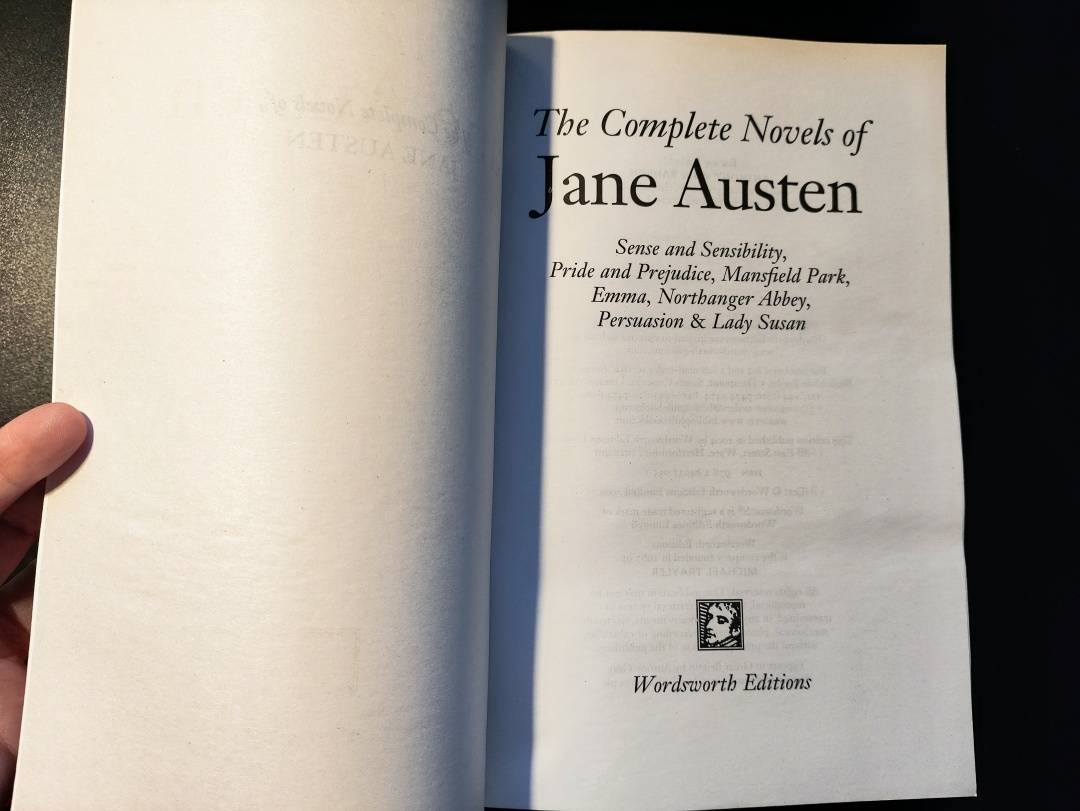 The Complete Novels of
Jane Austen
Sense and Sensibility,
Pride and Prejudice, Mansfield Park,
Emma, Northanger Abbey,
Persuasion & Lady Susan
Wordsworth Editions